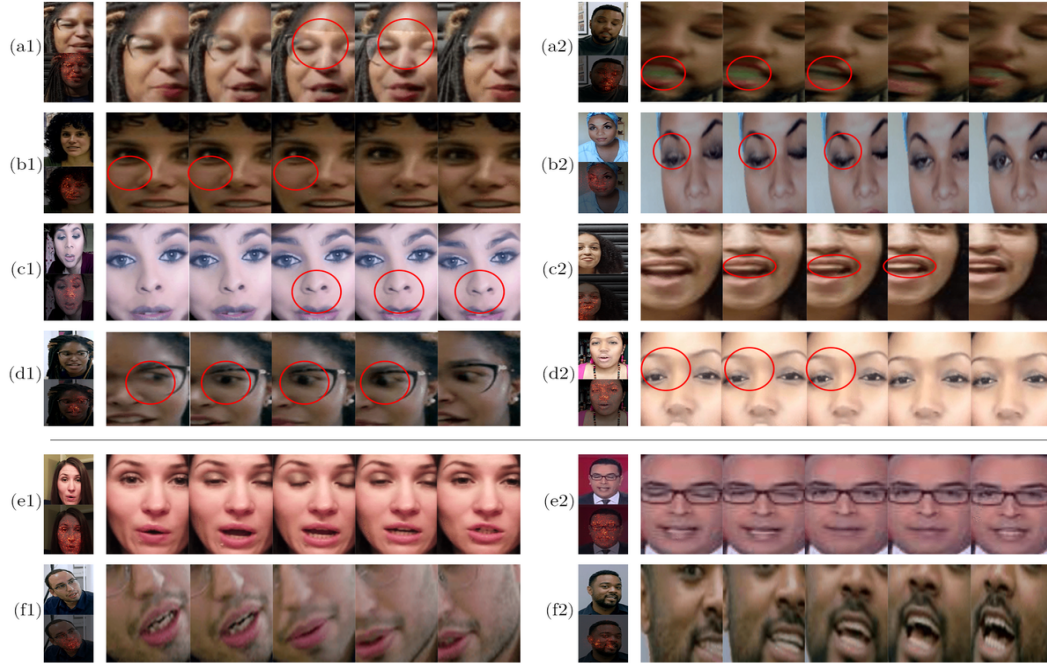 (a1)
(a2)
(b1)
(b2)
(c1)
(c2)
(d1)
(d2)
(e1)
(e2)
(f1)
(f2)